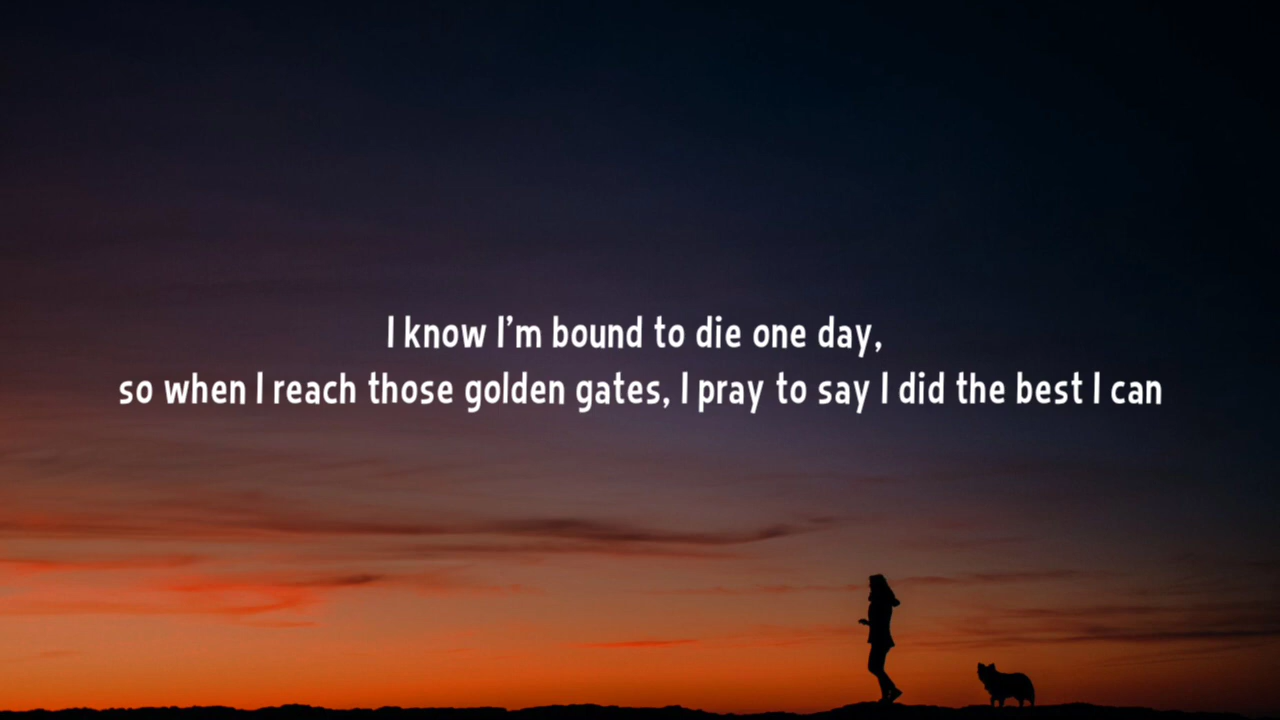 I know I'm bound to die one day,
so when I reach those golden gates, I pray to say I did the best I can